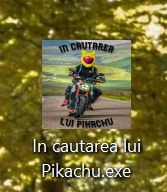 IN CAUTAREA
LUI PIKACHU
In cautarea lui
Pikachu.exe